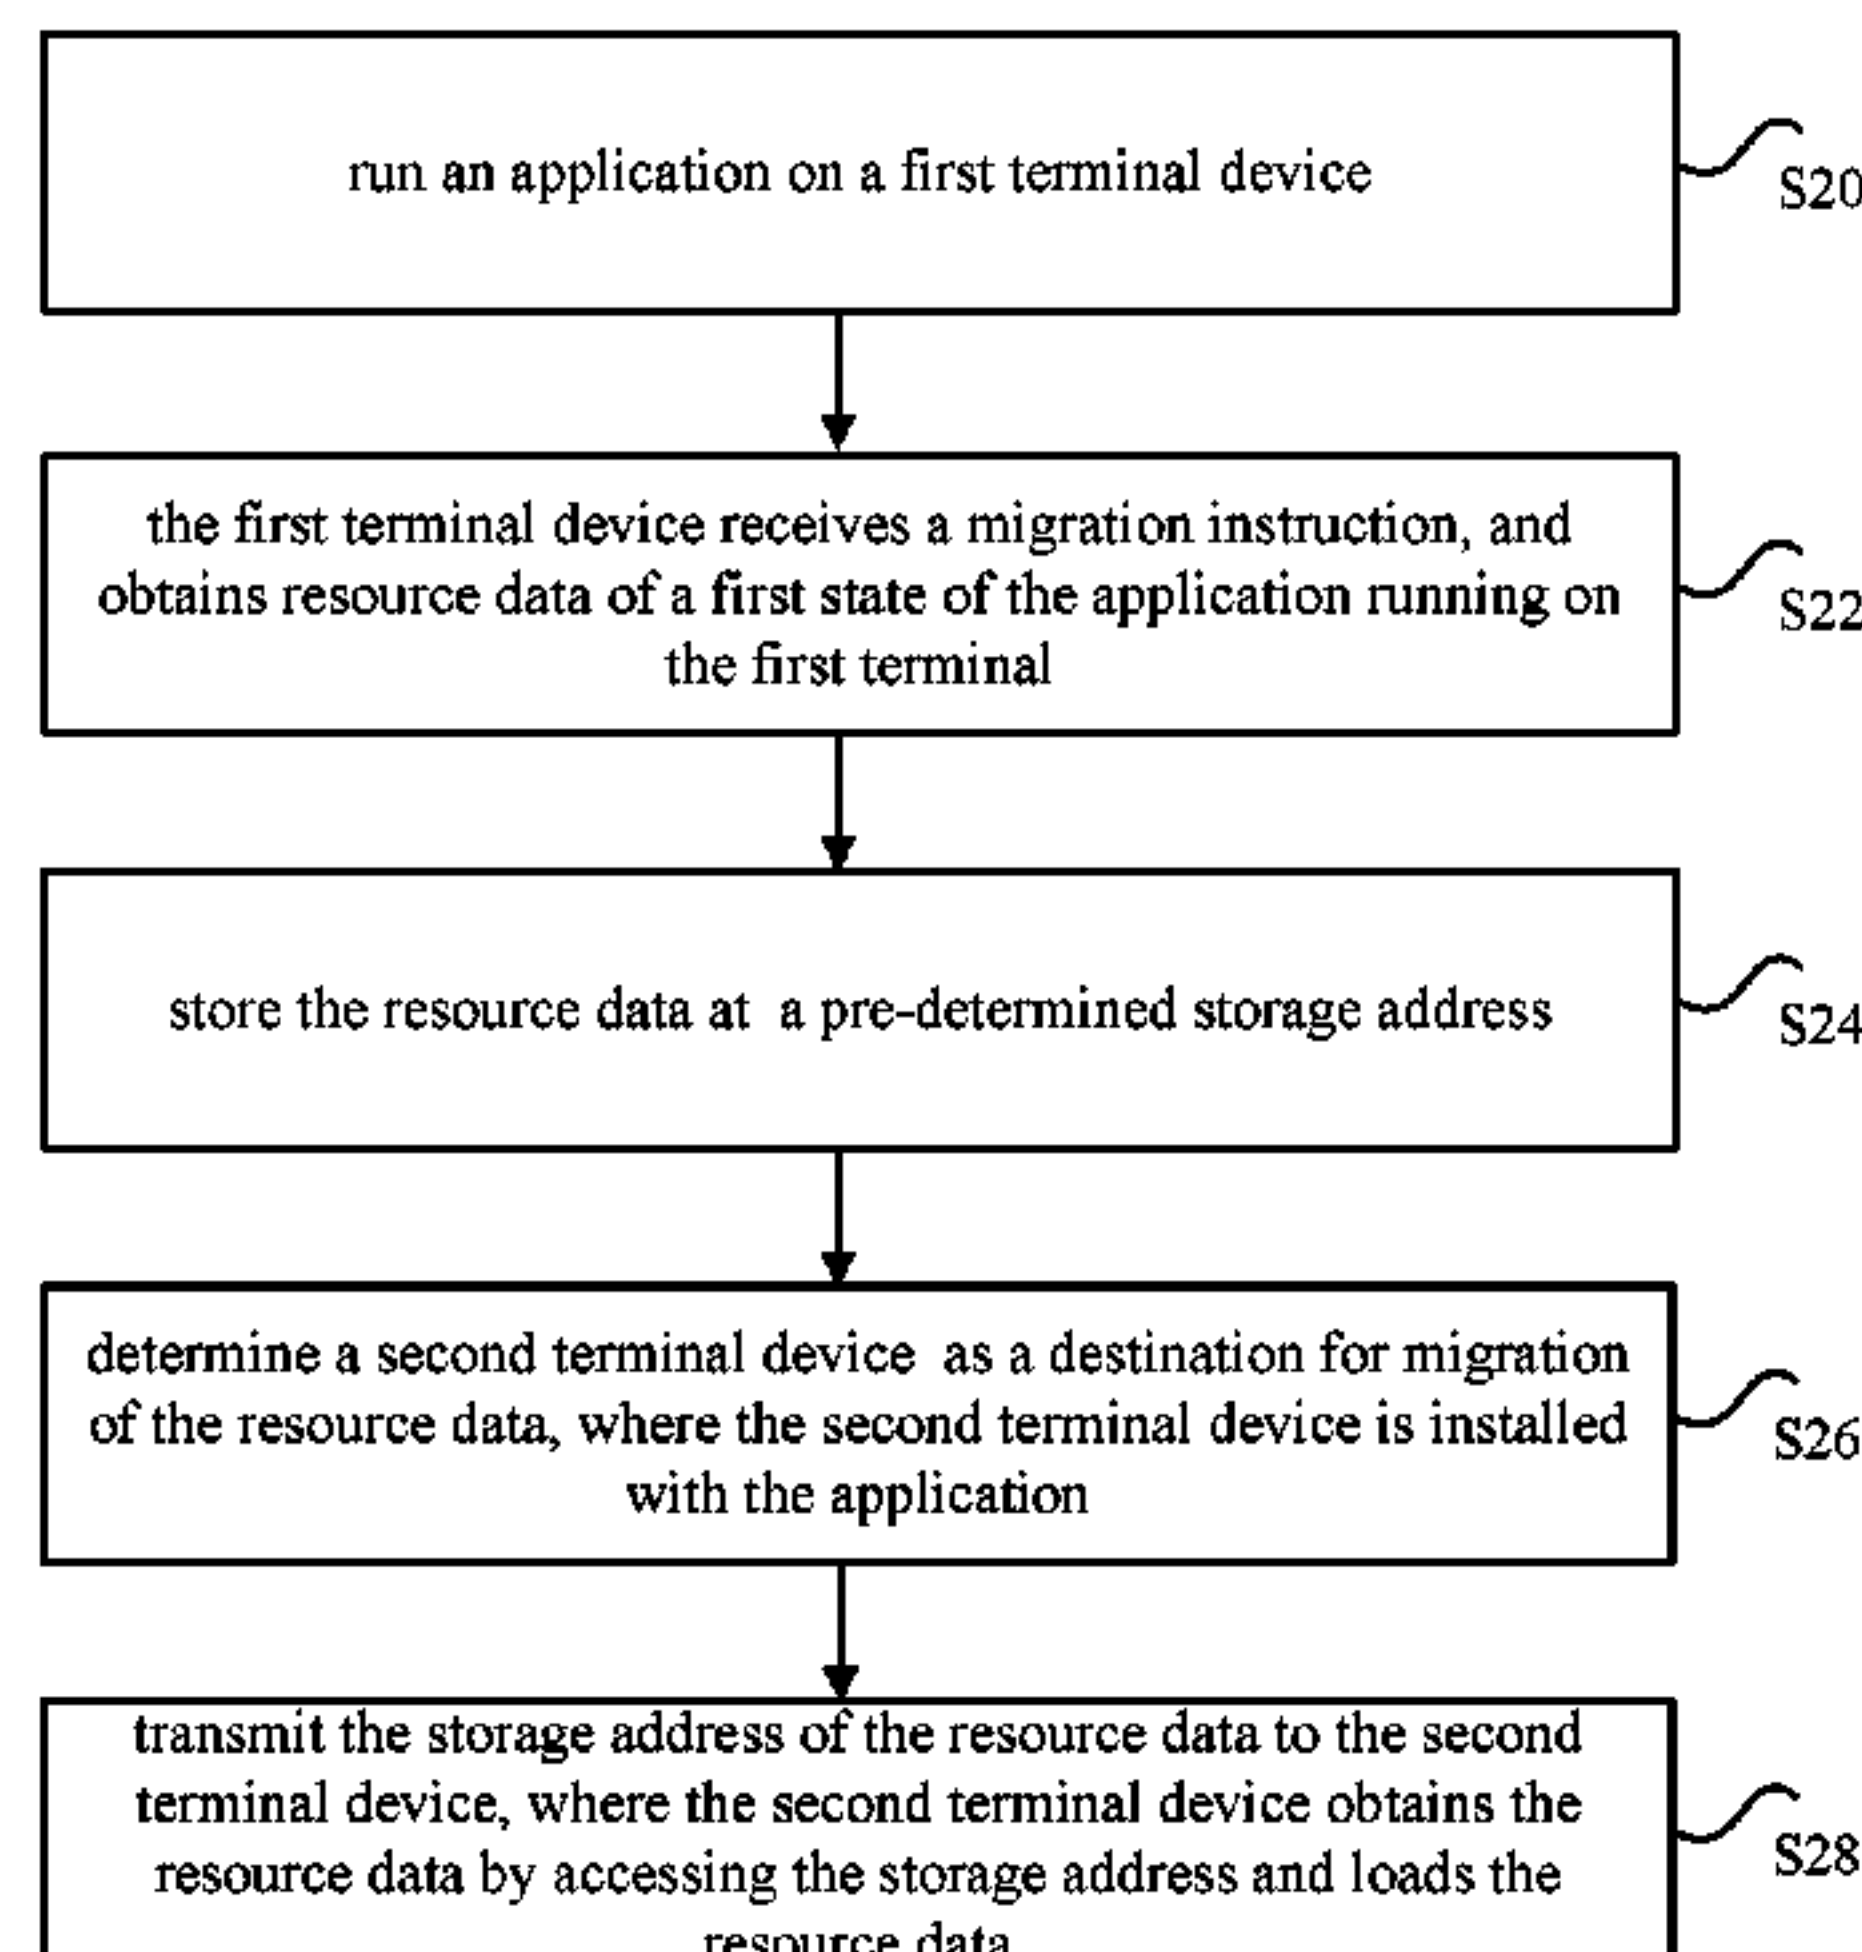 run an application on a first terminal device
S20
the first terminal device receives a migration instruction, and
obtains resource data of a first state of the application running on
the first terminal
S22
store the resource data at a pre-determined storage address
S24
determine a second terminal device as a destination for migration
of the resource data, where the second terminal device is installed
with the application
S26
transmit the storage address of the resource data to the second
terminal device, where the second terminal device obtains the
resource data by accessing the storage address and loads the
resource data
S28